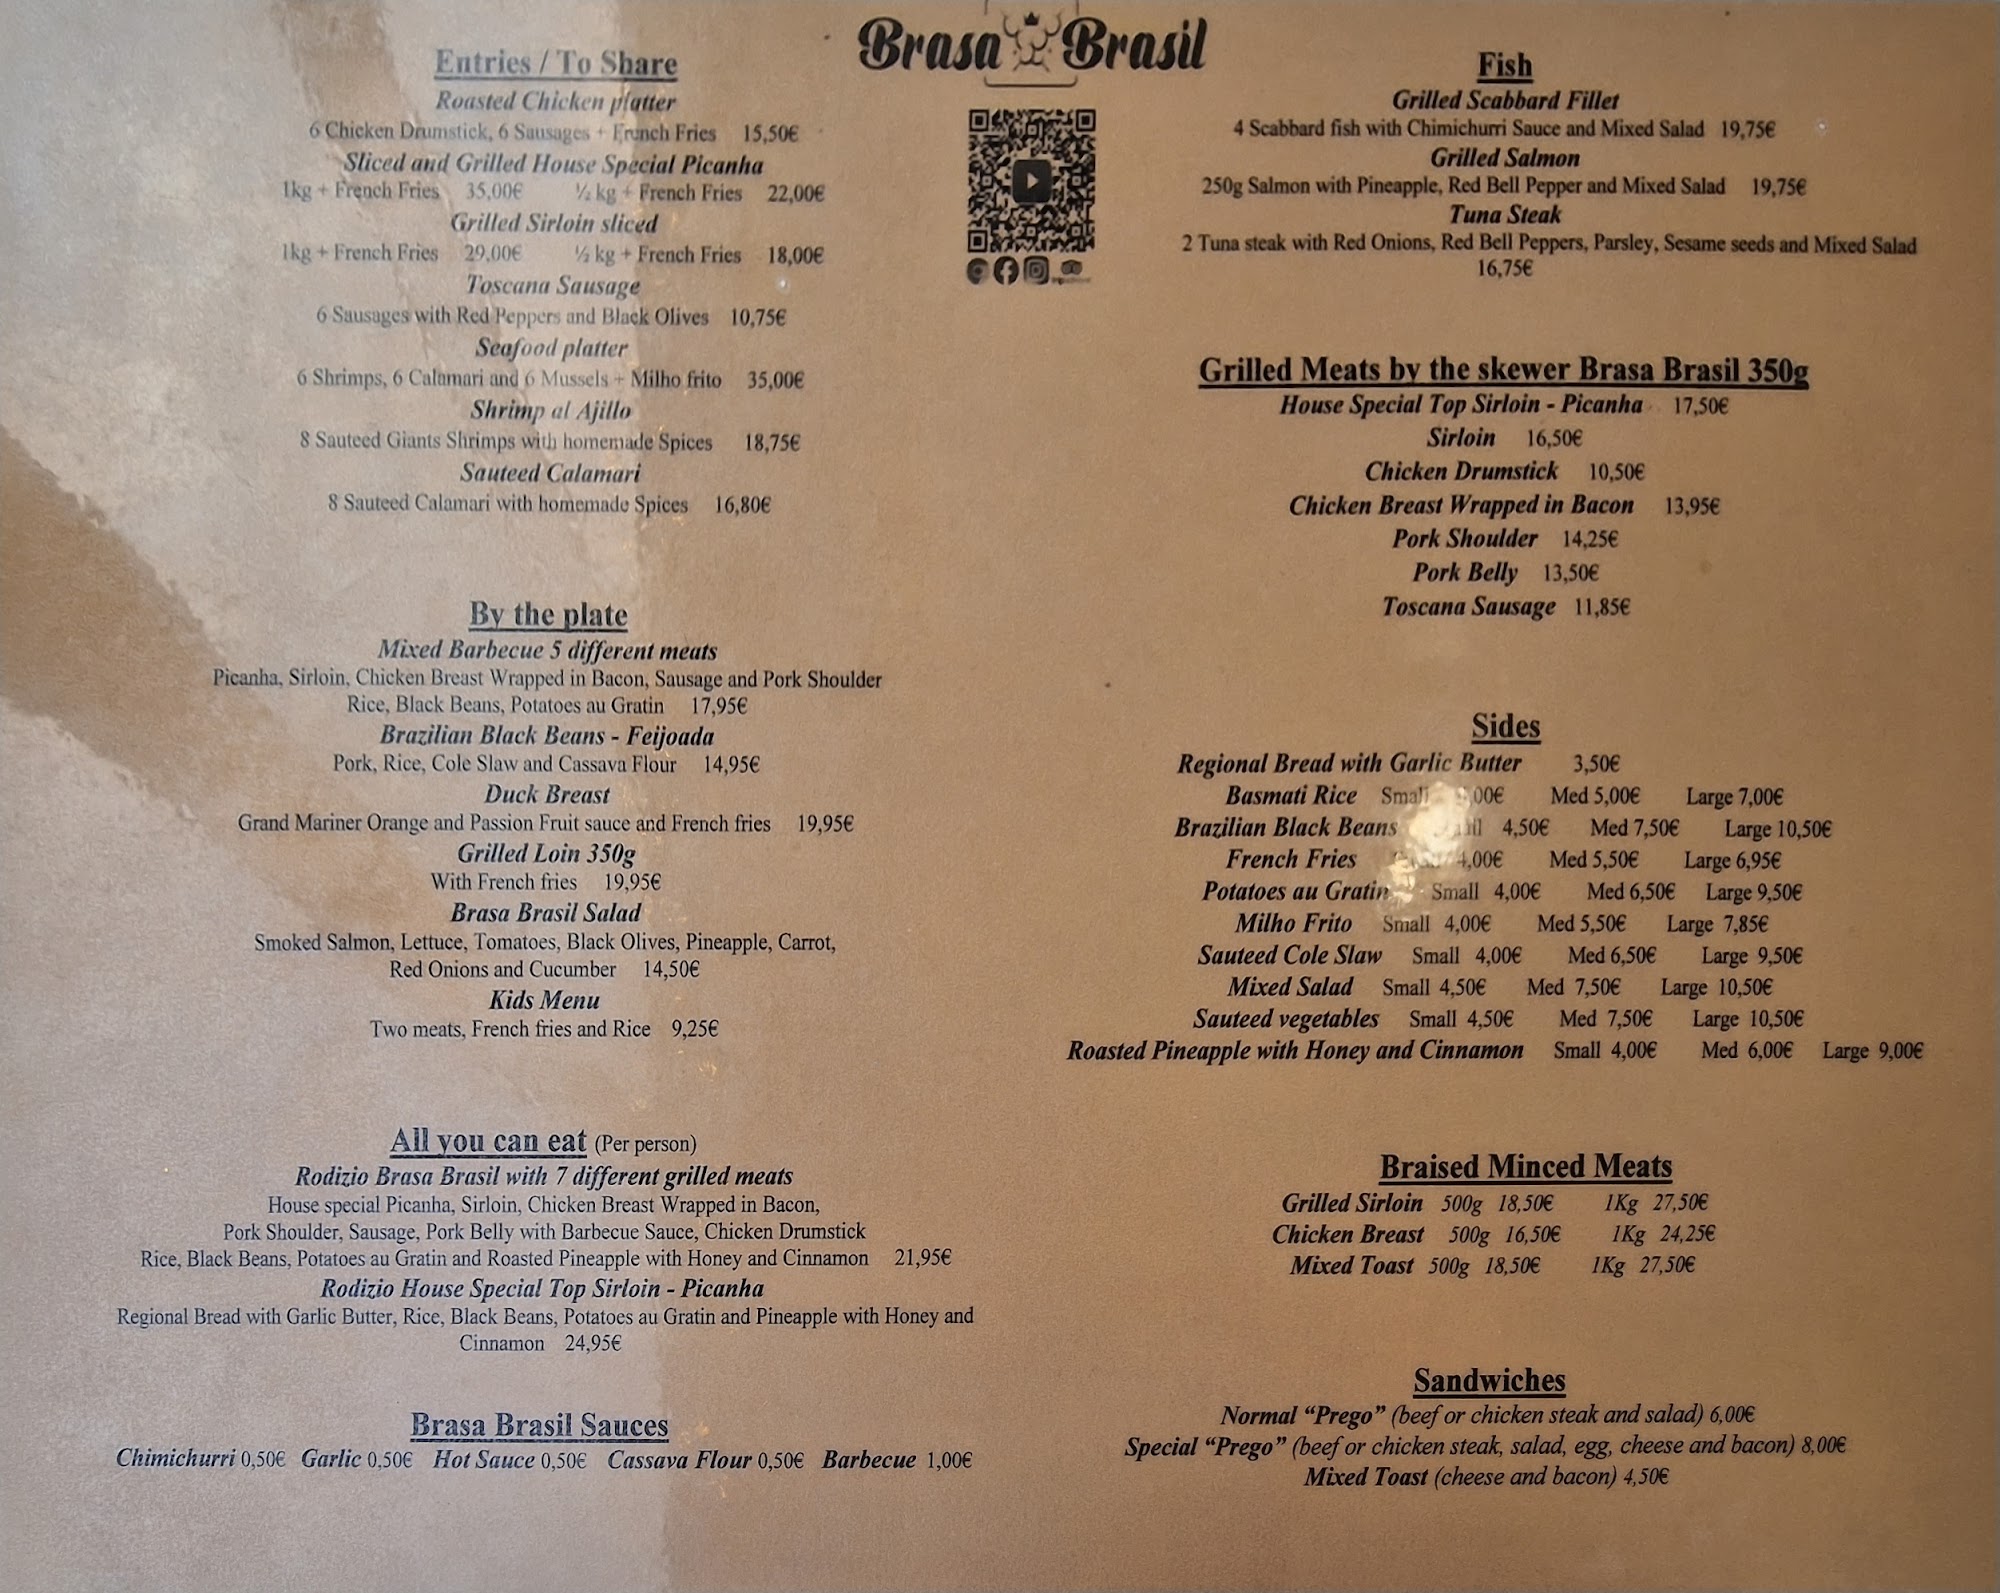 Brasa Brasil
Entries / To Share
Roasted Chicken platter
6 Chicken Drumstick, 6 Sausages + French Fries 15,50€
Sliced and Grilled House Special Picanha
1kg + French Fries 35,00€ ½ kg + French Fries 22,00€
Grilled Sirloin sliced
1kg + French Fries 29,00€ ½ kg + French Fries 18,00€
Toscana Sausage
6 Sausages with Red Peppers and Black Olives 10,75€
Seafood platter
6 Shrimps, 6 Calamari and 6 Mussels + Milho frito 35,00€
Shrimp al Ajillo
8 Sauteed Giants Shrimps with homemade Spices 18,75€
Sauteed Calamari
8 Sauteed Calamari with homemade Spices 16,80€
By the plate
Mixed Barbecue 5 different meats
Picanha, Sirloin, Chicken Breast Wrapped in Bacon, Sausage and Pork Shoulder
Rice, Black Beans, Potatoes au Gratin 17,95€
Brazilian Black Beans - Feijoada
Pork, Rice, Cole Slaw and Cassava Flour 14,95€
Duck Breast
Grand Mariner Orange and Passion Fruit sauce and French fries 19,95€
Grilled Loin 350g
With French fries 19,95€
Brasa Brasil Salad
Smoked Salmon, Lettuce, Tomatoes, Black Olives, Pineapple, Carrot,
Red Onions and Cucumber 14,50€
Kids Menu
Two meats, French fries and Rice 9,25€
All you can eat (Per person)
Rodizio Brasa Brasil with 7 different grilled meats
House special Picanha, Sirloin, Chicken Breast Wrapped in Bacon,
Pork Shoulder, Sausage, Pork Belly with Barbecue Sauce, Chicken Drumstick
Rice, Black Beans, Potatoes au Gratin and Roasted Pineapple with Honey and Cinnamon 21,95€
Rodizio House Special Top Sirloin - Picanha
Regional Bread with Garlic Butter, Rice, Black Beans, Potatoes au Gratin and Pineapple with Honey and
Cinnamon 24,95€
Brasa Brasil Sauces
Chimichurri 0,50€ Garlic 0,50€ Hot Sauce 0,50€ Cassava Flour 0,50€ Barbecue 1,00€
Fish
Grilled Scabbard Fillet
4 Scabbard fish with Chimichurri Sauce and Mixed Salad 19,75€
Grilled Salmon
250g Salmon with Pineapple, Red Bell Pepper and Mixed Salad 19,75€
Tuna Steak
2 Tuna steak with Red Onions, Red Bell Peppers, Parsley, Sesame seeds and Mixed Salad
16,75€
Grilled Meats by the skewer Brasa Brasil 350g
House Special Top Sirloin - Picanha 17,50€
Sirloin 16,50€
Chicken Drumstick 10,50€
Chicken Breast Wrapped in Bacon 13,95€
Pork Shoulder 14,25€
Pork Belly 13,50€
Toscana Sausage 11,85€
Sides
Regional Bread with Garlic Butter 3,50€
Basmati Rice Small Med 5,00€ Large 7,00€
Brazilian Black Beans 4,50€ Med 7,50€ Large 10,50€
French Fries 4,00€ Med 5,50€ Large 6,95€
Potatoes au Gratin Small 4,00€ Med 6,50€ Large 9,50€
Milho Frito Small 4,00€ Med 5,50€ Large 7,85€
Sauteed Cole Slaw Small 4,00€ Med 6,50€ Large 9,50€
Mixed Salad Small 4,50€ Med 7,50€ Large 10,50€
Sauteed vegetables Small 4,50€ Med 7,50€ Large 10,50€
Roasted Pineapple with Honey and Cinnamon Small 4,00€ Med 6,00€ Large 9,00€
Braised Minced Meats
Grilled Sirloin 500g 18,50€ 1Kg 27,50€
Chicken Breast 500g 16,50€ 1Kg 24,25€
Mixed Toast 500g 18,50€ 1Kg 27,50€
Sandwiches
Normal “Prego” (beef or chicken steak and salad) 6,00€
Special “Prego” (beef or chicken steak, salad, egg, cheese and bacon) 8,00€
Mixed Toast (cheese and bacon) 4,50€